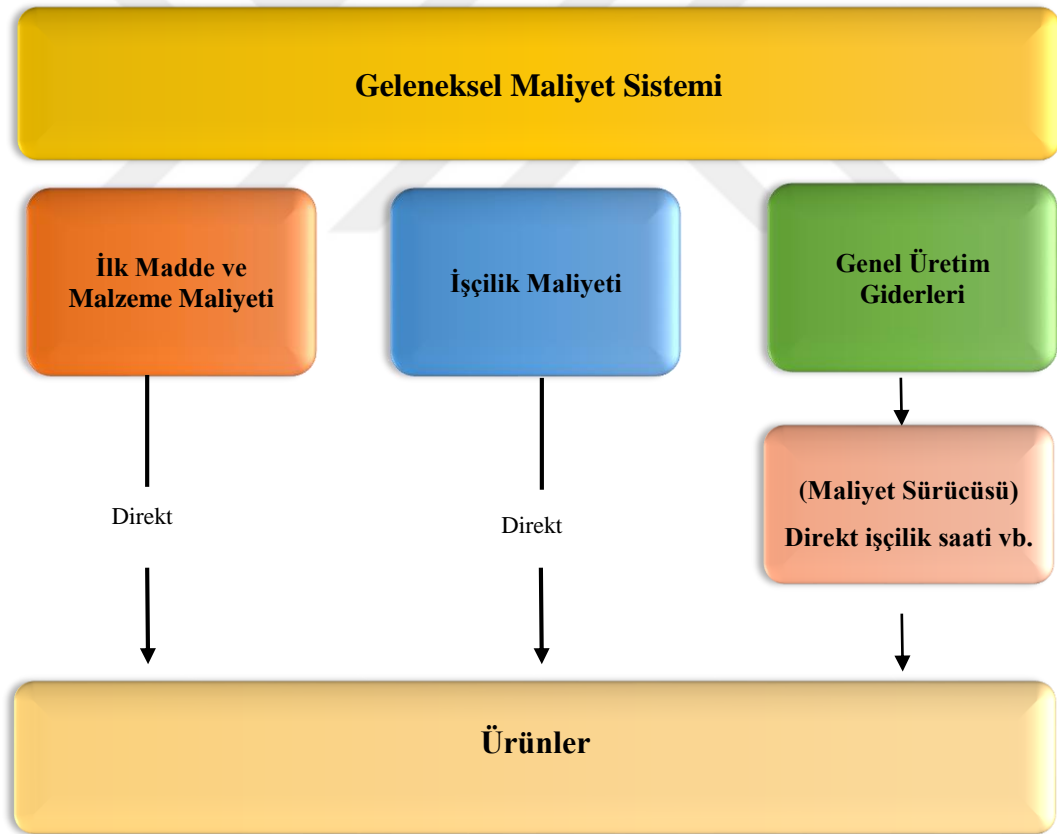 Geleneksel Maliyet Sistemi
İlk Madde ve
Malzeme Maliyeti
İşçilik Maliyeti
Genel Üretim
Giderleri
Direkt
Direkt
(Maliyet Sürücüsü)
Direkt işçilik saati vb.
Ürünler